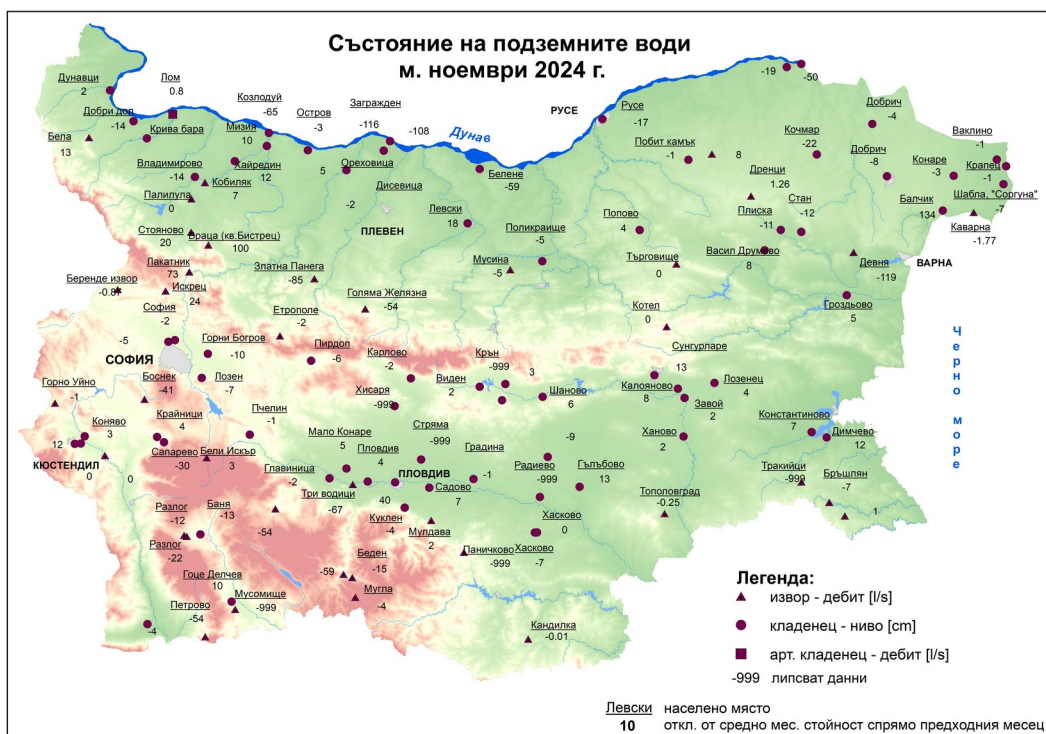 Състояние на подземните води
м. ноември 2024 г.
Дунавци
2
Лом
0.8
Добри дол
-14
Козлодуй
-65
Остров
-3
Загражден
-116
-108
Дунав
РУСЕ
Русе
-17
-19
-50
Добрич
-4
Бела
13
Крива бара
Мизия
10
Владимирово
-14
Хайредин
12
5
Ореховица
Белене
-59
Побит камък
-1
8
Кочмар
-22
Добрич
-8
Ваклино
-1
Конаре
-3
Крапец
-1
Кобиляк
7
Палилула
0
Дисевица
-2
Дренци
1.26
Шабла, "Соргуна"
-7
Левски
18
Попово
4
Плиска
-11
Стан
-12
Балчик
134
Каварна
-1.77
Стояново
20
Враца (кв.Бистрец)
100
ПЛЕВЕН
Поликраище
-5
Лакатник
73
Златна Панега
-85
Мусина
-5
Търговище
0
Васил Друмево
8
Девня
-119
ВАРНА
Беренде извор
-0.87
Искрец
24
Голяма Желязна
-54
София
-2
Етрополе
-2
Котел
0
Гроздьово
5
-5
СОФИЯ
Горни Богров
-10
Пирдоп
-6
Карлово
-2
Крън
-999
3
Сунгурларе
13
Черно море
Горно Уйно
-1
Боснек
-41
Лозен
-7
Хисаря
-999
Виден
2
Шаново
6
Калояново
8
Завой
2
Лозенец
4
Коняво
3
Крайници
4
Пчелин
-1
Стряма
-999
-9
Ханово
2
Константиново
7
Димчево
12
12
КЮСТЕНДИЛ
0
0
Сапарево
-30
Бели Искър
3
Мало Конаре
5
Пловдив
4
ПЛОВДИВ
Градина
-1
Радиево
-999
Гълъбово
13
Главиница
-2
Три водици
-67
40
Садово
7
Тракийци
-999
Бръшлян
-7
1
Разлог
-12
Баня
-13
-54
Куклен
-4
Мулдава
2
Хасково
0
Тополовград
-0.25
Разлог
-22
Беден
-15
-59
Паничково
-999
Хасково
-7
Гоце Делчев
10
Мусомище
-999
Мугла
-4
Петрово
-54
-4
Кандилка
-0.01
Легенда:
извор - дебит [l/s]
кладенец - ниво [cm]
арт. кладенец - дебит [l/s]
-999 липсват данни
Левски населено място
10 откл. от средно мес. стойност спрямо предходния месец